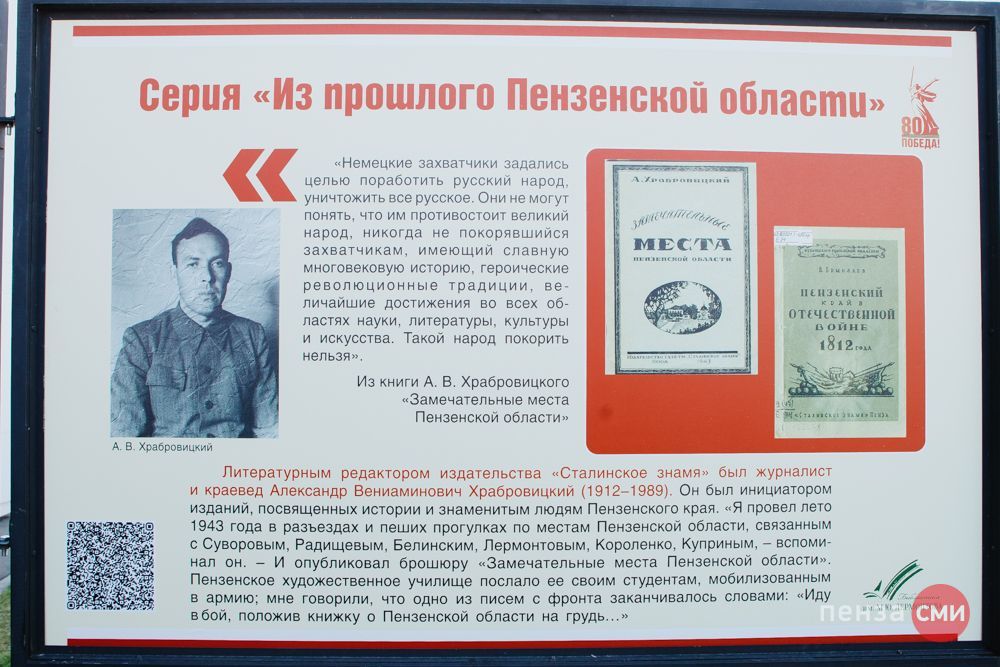 Серия «Из прошлого Пензенской области»
80
ПОБЕДА!
«Немецкие захватчики задались
целью поработить русский народ,
уничтожить все русское. Они не могут
понять, что им противостоит великий
народ, никогда не покорявшийся
захватчикам, имеющий славную
многовековую историю, героические
революционные традиции, ве-
личайшие достижения во всех об-
ластях науки, литературы, культуры
и искусства. Такой народ покорить
нельзя».
Из книги А. В. Храбровицкого
«Замечательные места
Пензенской области»
А. В. Храбровицкий
А. ХРАБРОВИЦКИЙ
ЗАМЕЧАТЕЛЬНЫЕ
МЕСТА
ПЕНЗЕНСКОЙ ОБЛАСТИ
ИЗДАТЕЛЬСТВО ГАЗЕТЫ „СТАЛИНСКОЕ ЗНАМЯ"
ПЕНЗЕНСКИЙ
КРАЙ В
ОТЕЧЕСТВЕННОЙ
ВОЙНЕ
1812 ГОДА
СТАЛИНСКОЕ ЗНАМЯ ПЕНЗА
Литературным редактором издательства «Сталинское знамя» был журналист
и краевед Александр Вениаминович Храбровицкий (1912–1989). Он был инициатором
изданий, посвященных истории и знаменитым людям Пензенского края. «Я провел лето
1943 года в разъездах и пеших прогулках по местам Пензенской области, связанным
с Суворовым, Радищевым, Белинским, Лермонтовым, Короленко, Куприным, – вспоми-
нал он. – И опубликовал брошюру «Замечательные места Пензенской области».
Пензенское художественное училище послало ее своим студентам, мобилизованным
в армию; мне говорили, что одно из писем с фронта заканчивалось словами: «Иду
в бой, положив книжку о Пензенской области на грудь...»
пенза СМИ